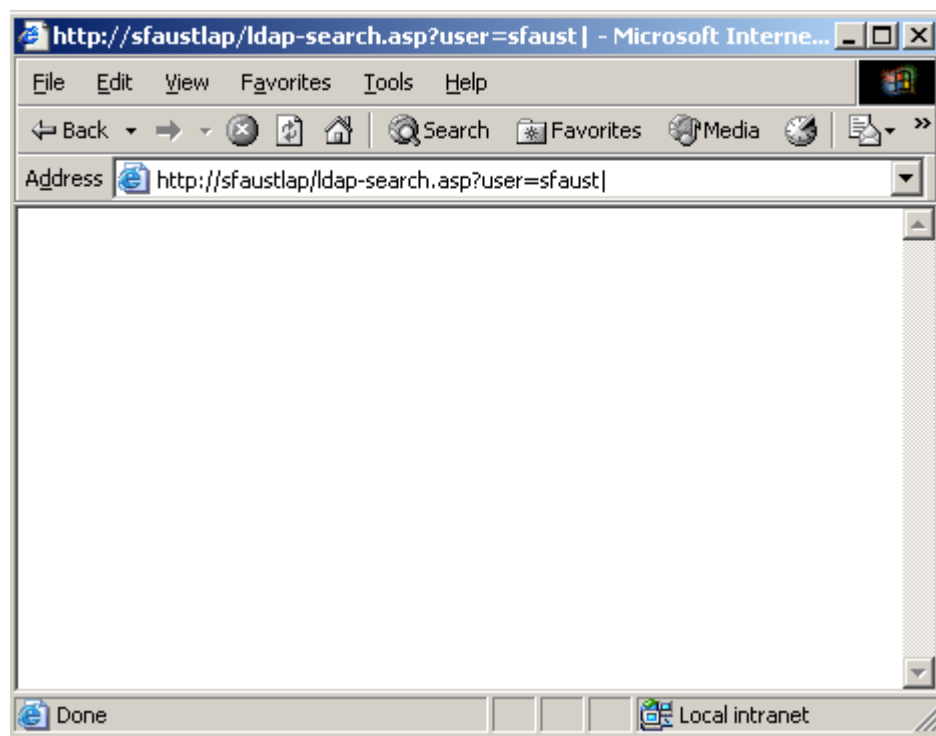 http://sfaustlap/ldap-search.asp?user=sfaust| - Microsoft Interne...
File Edit View Favorites Tools Help
Back Search Favorites Media »
Address http://sfaustlap/ldap-search.asp?user=sfaust|
Done Local intranet